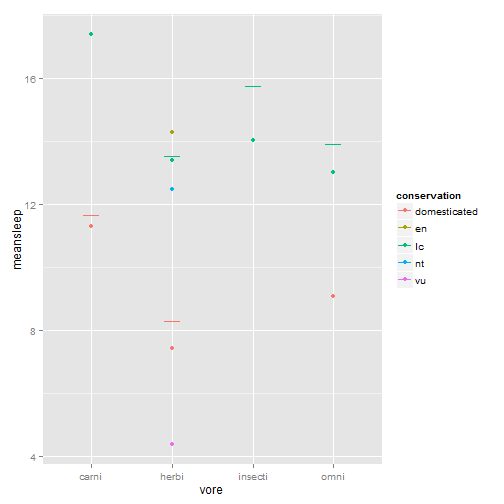 meansleep
16
12
8
4
carni herbi insecti omni
vore
conservation
domesticated
en
lc
nt
vu